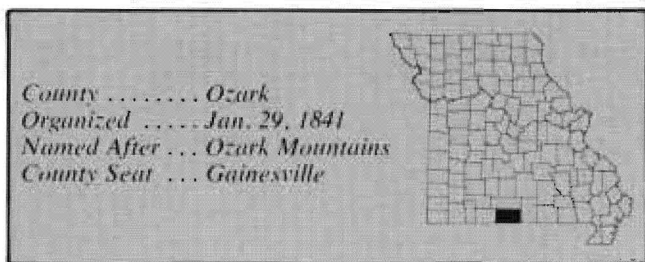 County ........ Ozark
Organized ..... Jan. 29, 1841
Named After ... Ozark Mountains
County Seat ... Gainesville